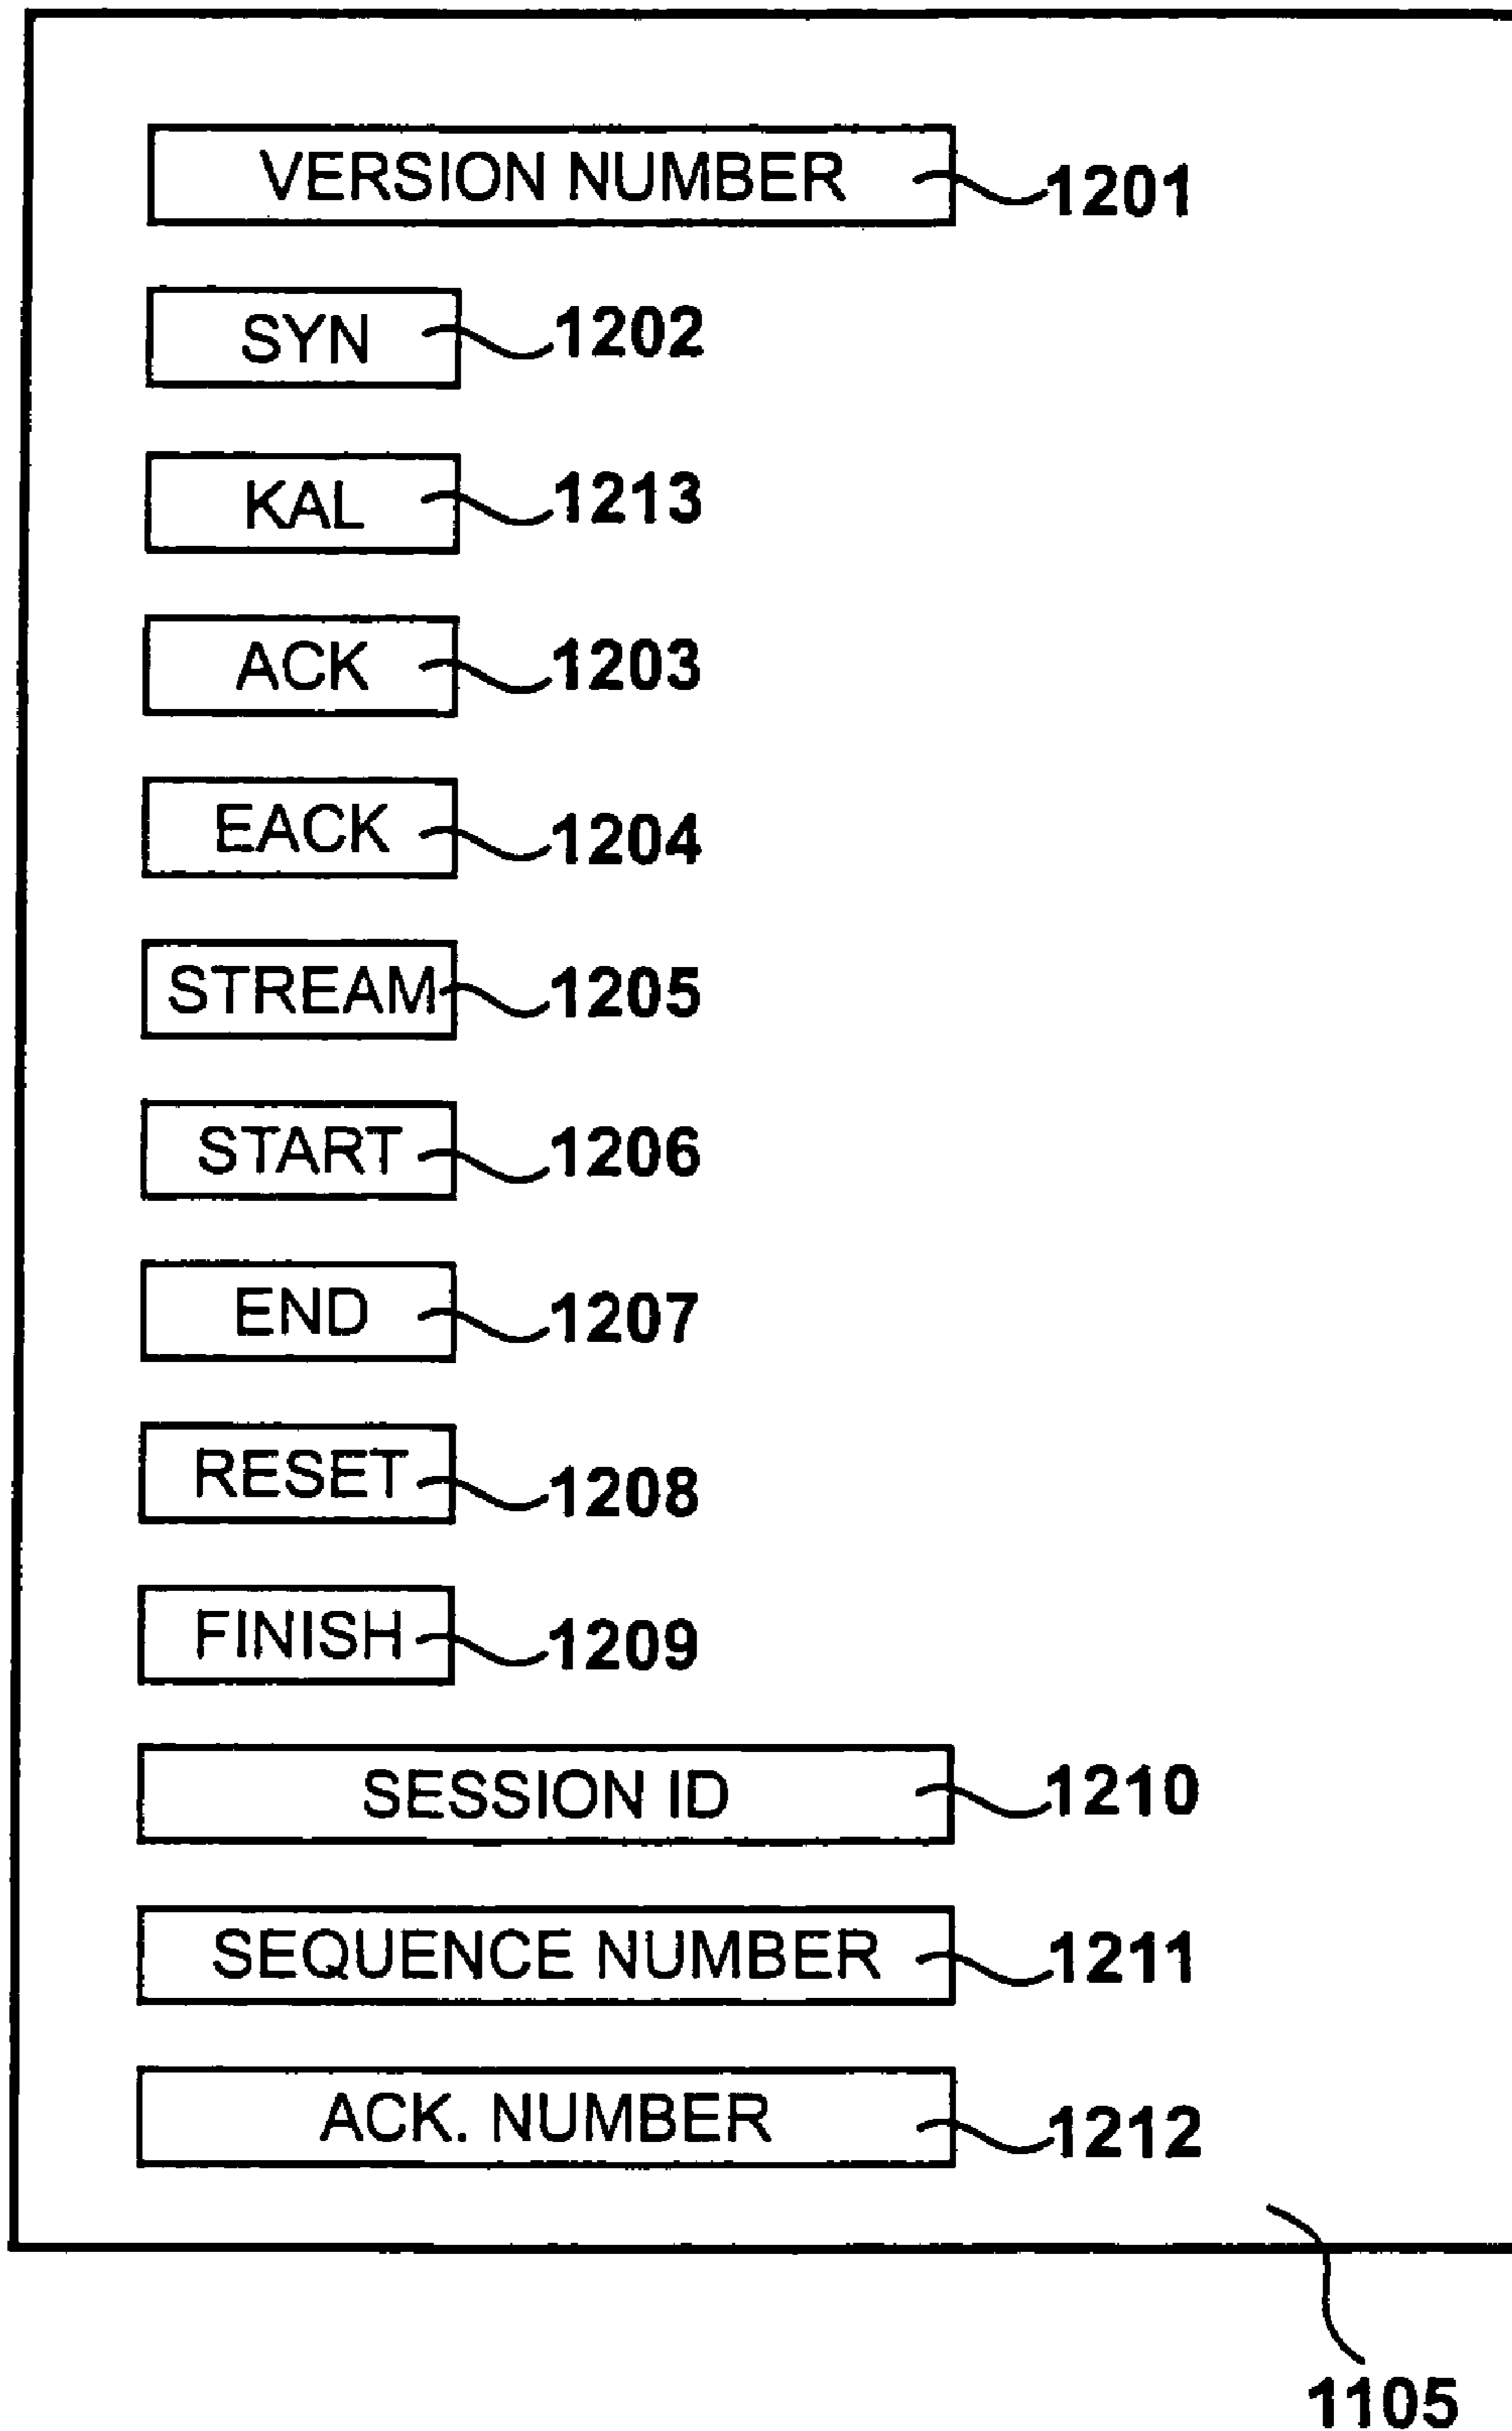 VERSION NUMBER 1201
SYN 1202
KAL 1213
ACK 1203
EACK 1204
STREAM 1205
START 1206
END 1207
RESET 1208
FINISH 1209
SESSION ID 1210
SEQUENCE NUMBER 1211
ACK. NUMBER 1212
1105